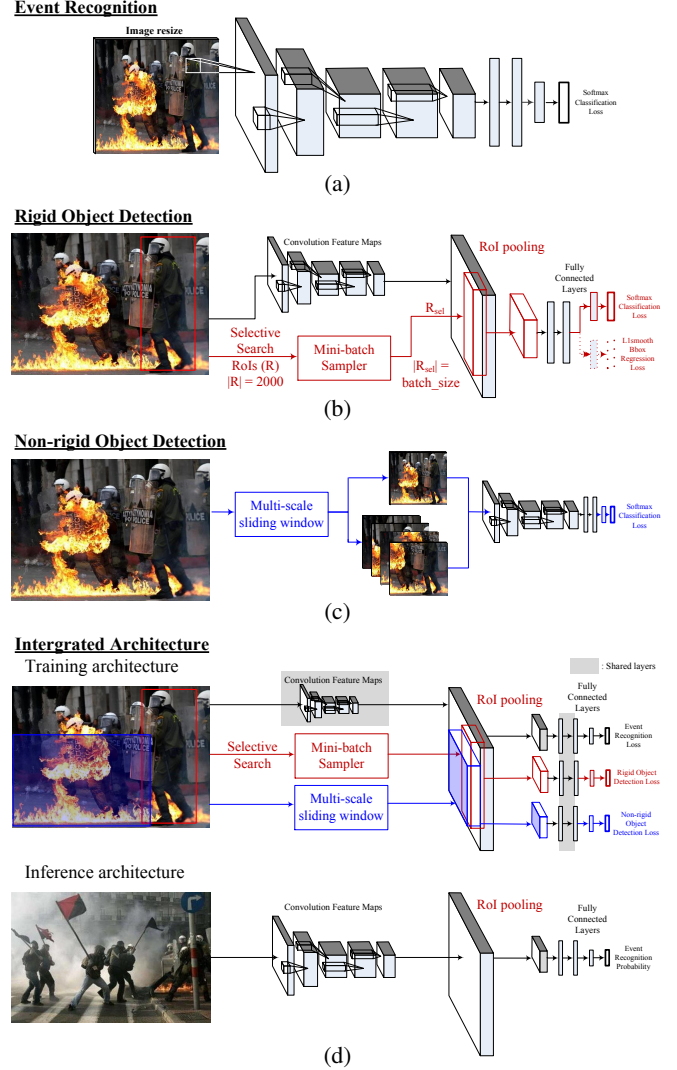 Event Recognition
Image resize
Softmax
Classification
Loss
(a)
Rigid Object Detection
Convolution Feature Maps
RoI pooling
Fully
Connected
Layers
Softmax
Classification
Loss
R_sel
Selective
Search
RoIs (R)
|R| = 2000
Mini-batch
Sampler
|R_sel| =
batch_size
L1smooth
Bbox
Regression
Loss
(b)
Non-rigid Object Detection
Multi-scale
sliding window
Softmax
Classification
Loss
(c)
Intergrated Architecture
Training architecture
: Shared layers
Convolution Feature Maps
RoI pooling
Fully
Connected
Layers
Event
Recognition
Loss
Selective
Search
Mini-batch
Sampler
Rigid Object
Detection Loss
Multi-scale
sliding window
Non-rigid
Object
Detection Loss
Inference architecture
Convolution Feature Maps
RoI pooling
Fully
Connected
Layers
Event
Recognition
Probability
(d)